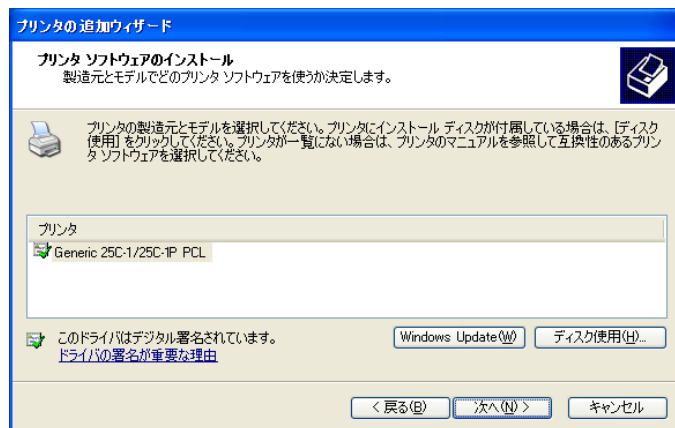 プリンタの追加ウィザード
プリンタ ソフトウェアのインストール
製造元とモデルでどのプリンタ ソフトウェアを使うか決定します。
プリンタの製造元とモデルを選択してください。プリンタにインストール ディスクが付属している場合は、[ディスク
使用] をクリックしてください。プリンタが一覧にない場合は、プリンタのマニュアルを参照して互換性のあるプリン
タ ソフトウェアを選択してください。
プリンタ
Generic 25C-1/25C-1P PCL
このドライバはデジタル署名されています。
ドライバの署名が重要な理由
Windows Update(W)
ディスク使用(H)...
< 戻る(B)
次へ(N) >
キャンセル